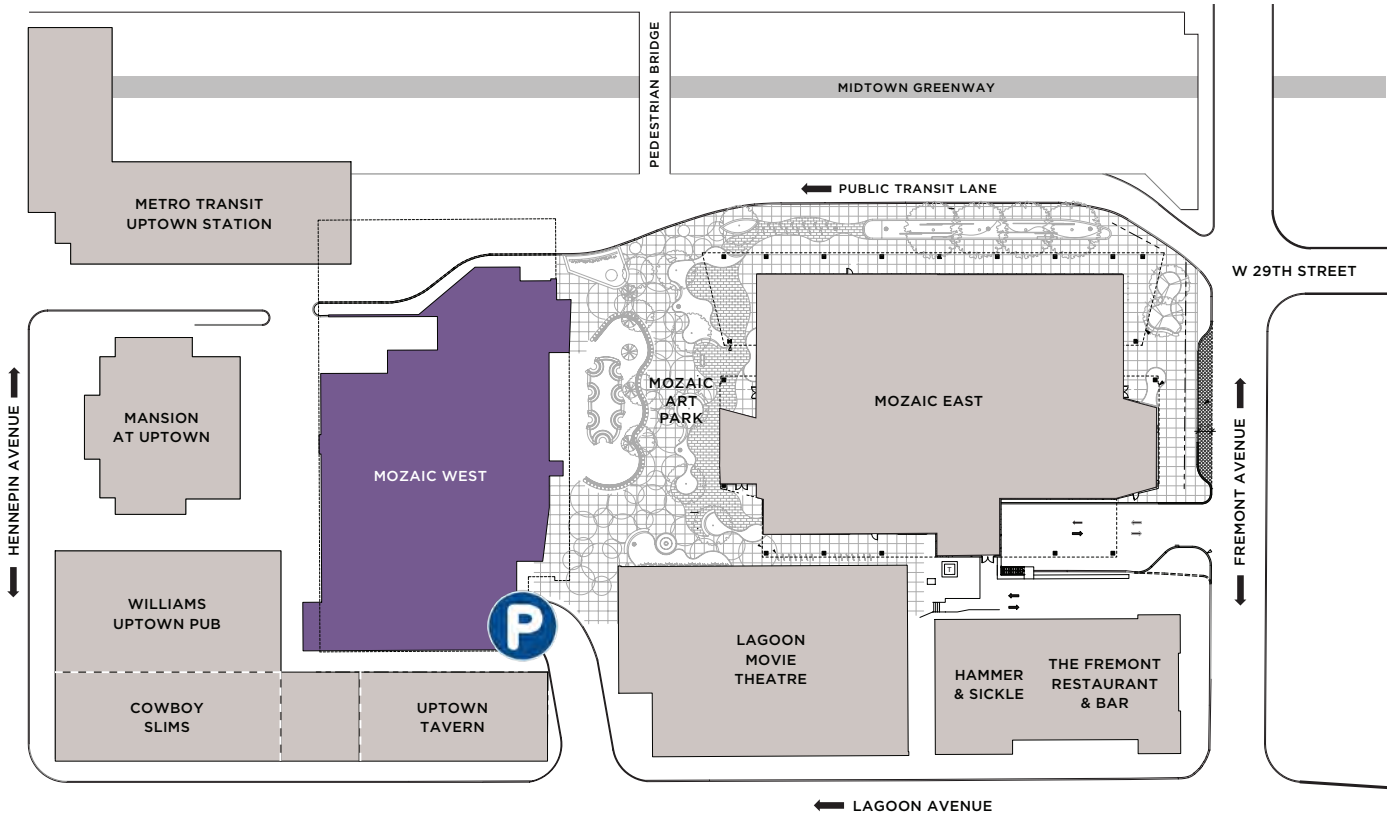 PEDESTRIAN BRIDGE
MIDTOWN GREENWAY
PUBLIC TRANSIT LANE
METRO TRANSIT
UPTOWN STATION
W 29TH STREET
HENNEPIN AVENUE
MANSION
AT UPTOWN
MOZAIC WEST
MOZAIC
ART
PARK
MOZAIC EAST
FREMONT AVENUE
WILLIAMS
UPTOWN PUB
P
T
LAGOON
MOVIE
THEATRE
HAMMER
& SICKLE
THE FREMONT
RESTAURANT
& BAR
COWBOY
SLIMS
UPTOWN
TAVERN
LAGOON AVENUE